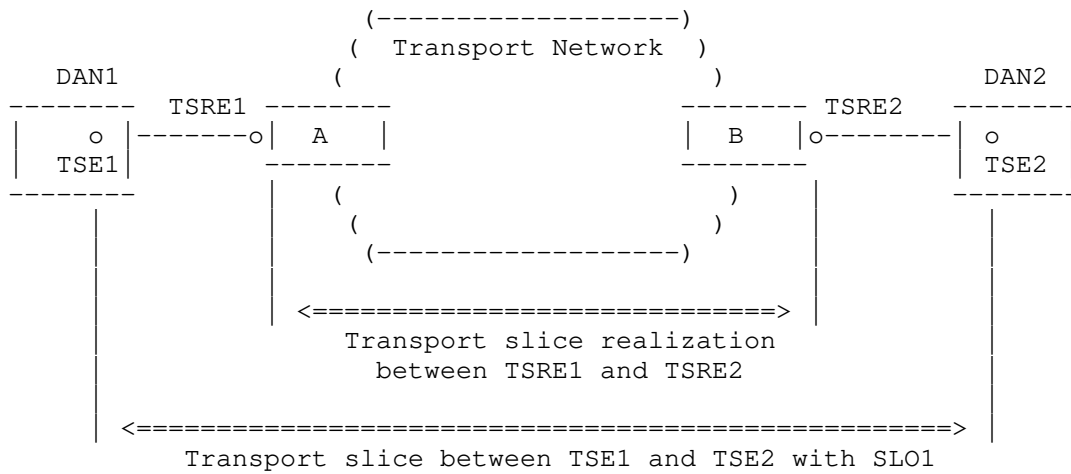 Transport Network
DAN1 DAN2
TSRE1 TSRE2
o o A B o o
TSE1 TSE2
Transport slice realization
between TSRE1 and TSRE2
Transport slice between TSE1 and TSE2 with SLO1